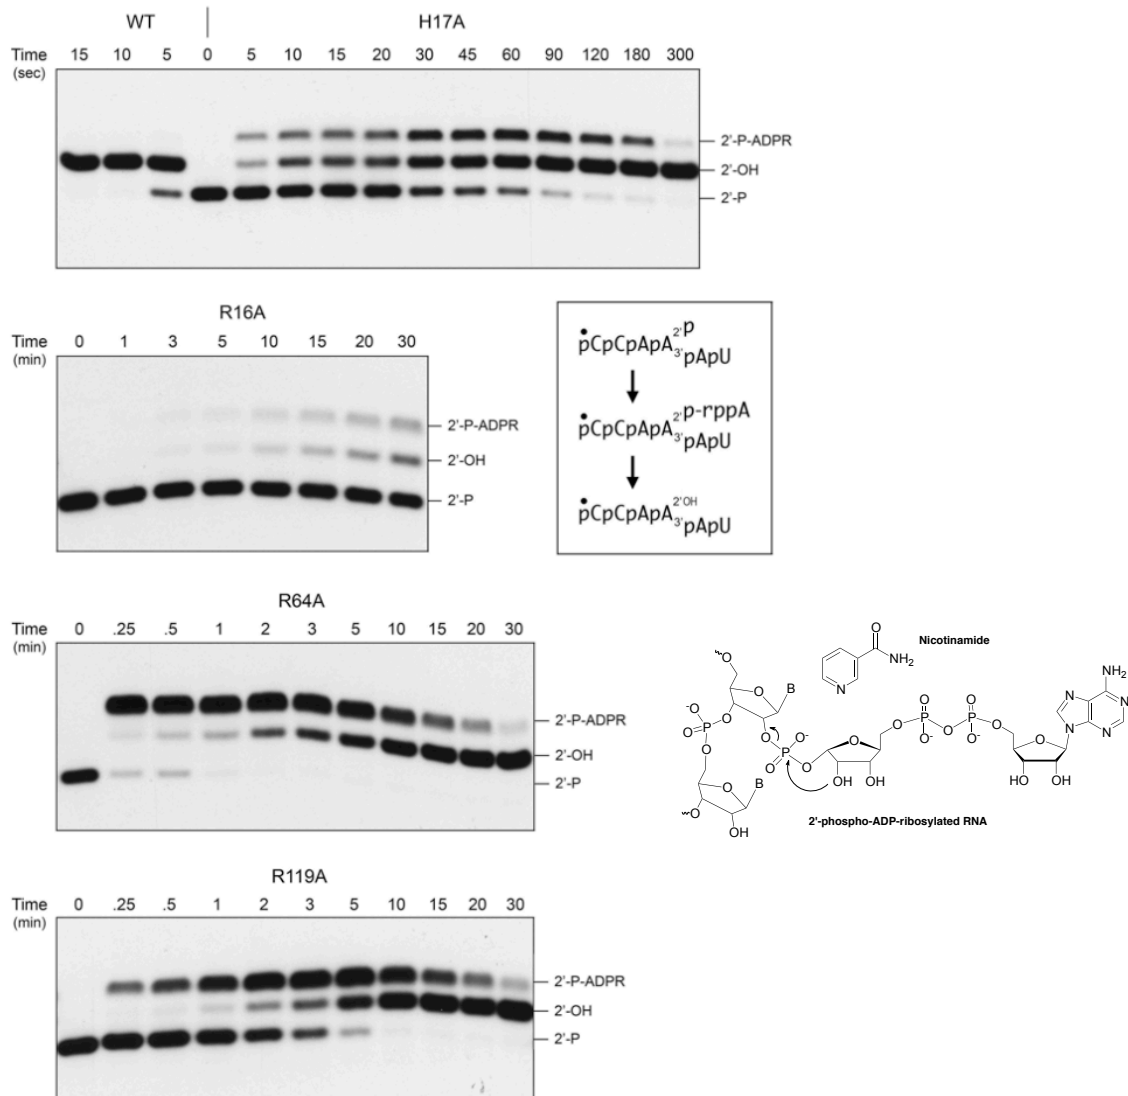 WT H17A
Time 15 10 5 0 5 10 15 20 30 45 60 90 120 180 300
(sec)
2'-P-ADPR
2'-OH
2'-P
R16A
Time 0 1 3 5 10 15 20 30
(min)
2'-P-ADPR
2'-OH
2'-P
pCpCpApA 2'p
3'pApU
pCpCpApA 2'p-rppA
3'pApU
pCpCpApA 2'OH
3'pApU
R64A
Time 0 .25 .5 1 2 3 5 10 15 20 30
(min)
2'-P-ADPR
2'-OH
2'-P
O
Nicotinamide
NH2
N
O
O B
-O O
P O
O O
O-
P
O O
O
OH OH
O O
O P O P O
O- O-
NH2
N N
N N
O
HO OH
O B
O
OH
2'-phospho-ADP-ribosylated RNA
R119A
Time 0 .25 .5 1 2 3 5 10 15 20 30
(min)
2'-P-ADPR
2'-OH
2'-P